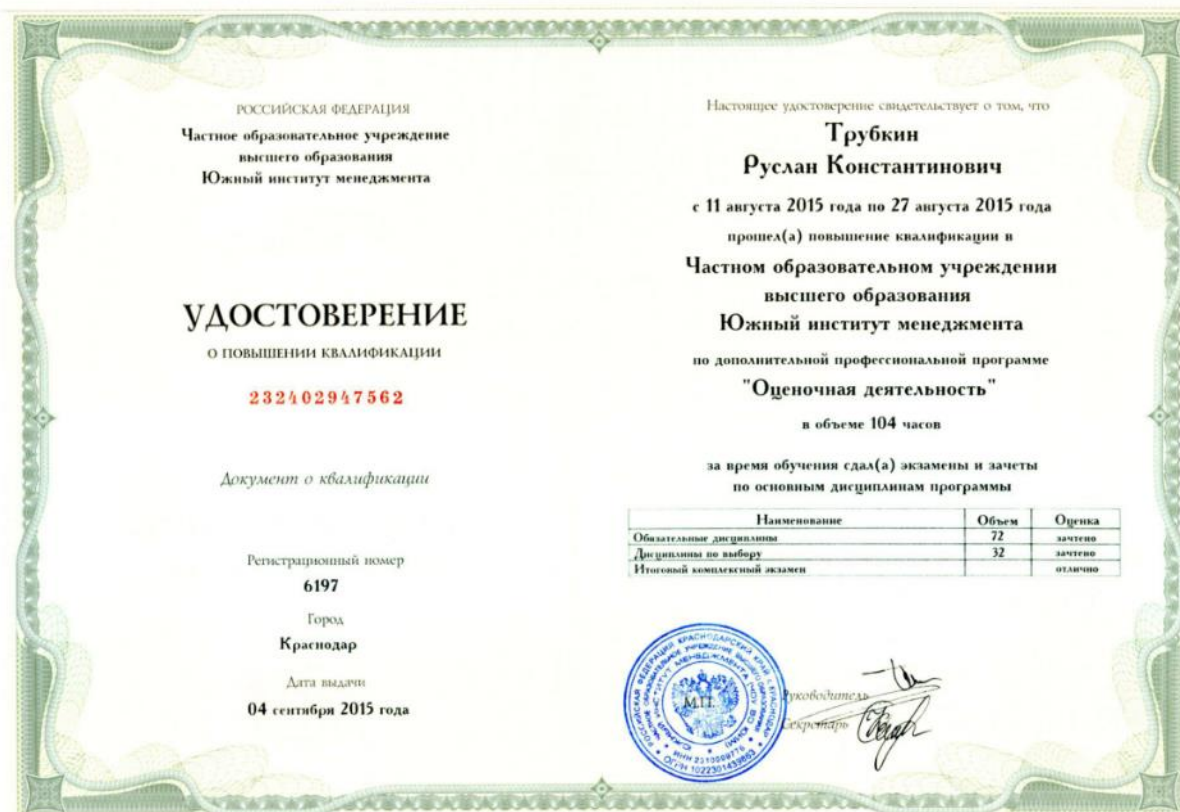 РОССИЙСКАЯ ФЕДЕРАЦИЯ
Частное образовательное учреждение
высшего образования
Южный институт менеджмента
УДОСТОВЕРЕНИЕ
О ПОВЫШЕНИИ КВАЛИФИКАЦИИ
232402947562
Документ о квалификации
Регистрационный номер
6197
Город
Краснодар
Дата выдачи
04 сентября 2015 года
Настоящее удостоверение свидетельствует о том, что
Трубкин
Руслан Константинович
с 11 августа 2015 года по 27 августа 2015 года
прошел(а) повышение квалификации в
Частном образовательном учреждении
высшего образования
Южный институт менеджмента
по дополнительной профессиональной программе
"Оценочная деятельность"
в объеме 104 часов
за время обучения сдал(а) экзамены и зачеты
по основным дисциплинам программы
Наименование Объем Оценка
Обязательные дисциплины 72 зачтено
Дисциплины по выбору 32 зачтено
Итоговый комплексный экзамен отлично
М.П.
Руководитель
Секретарь